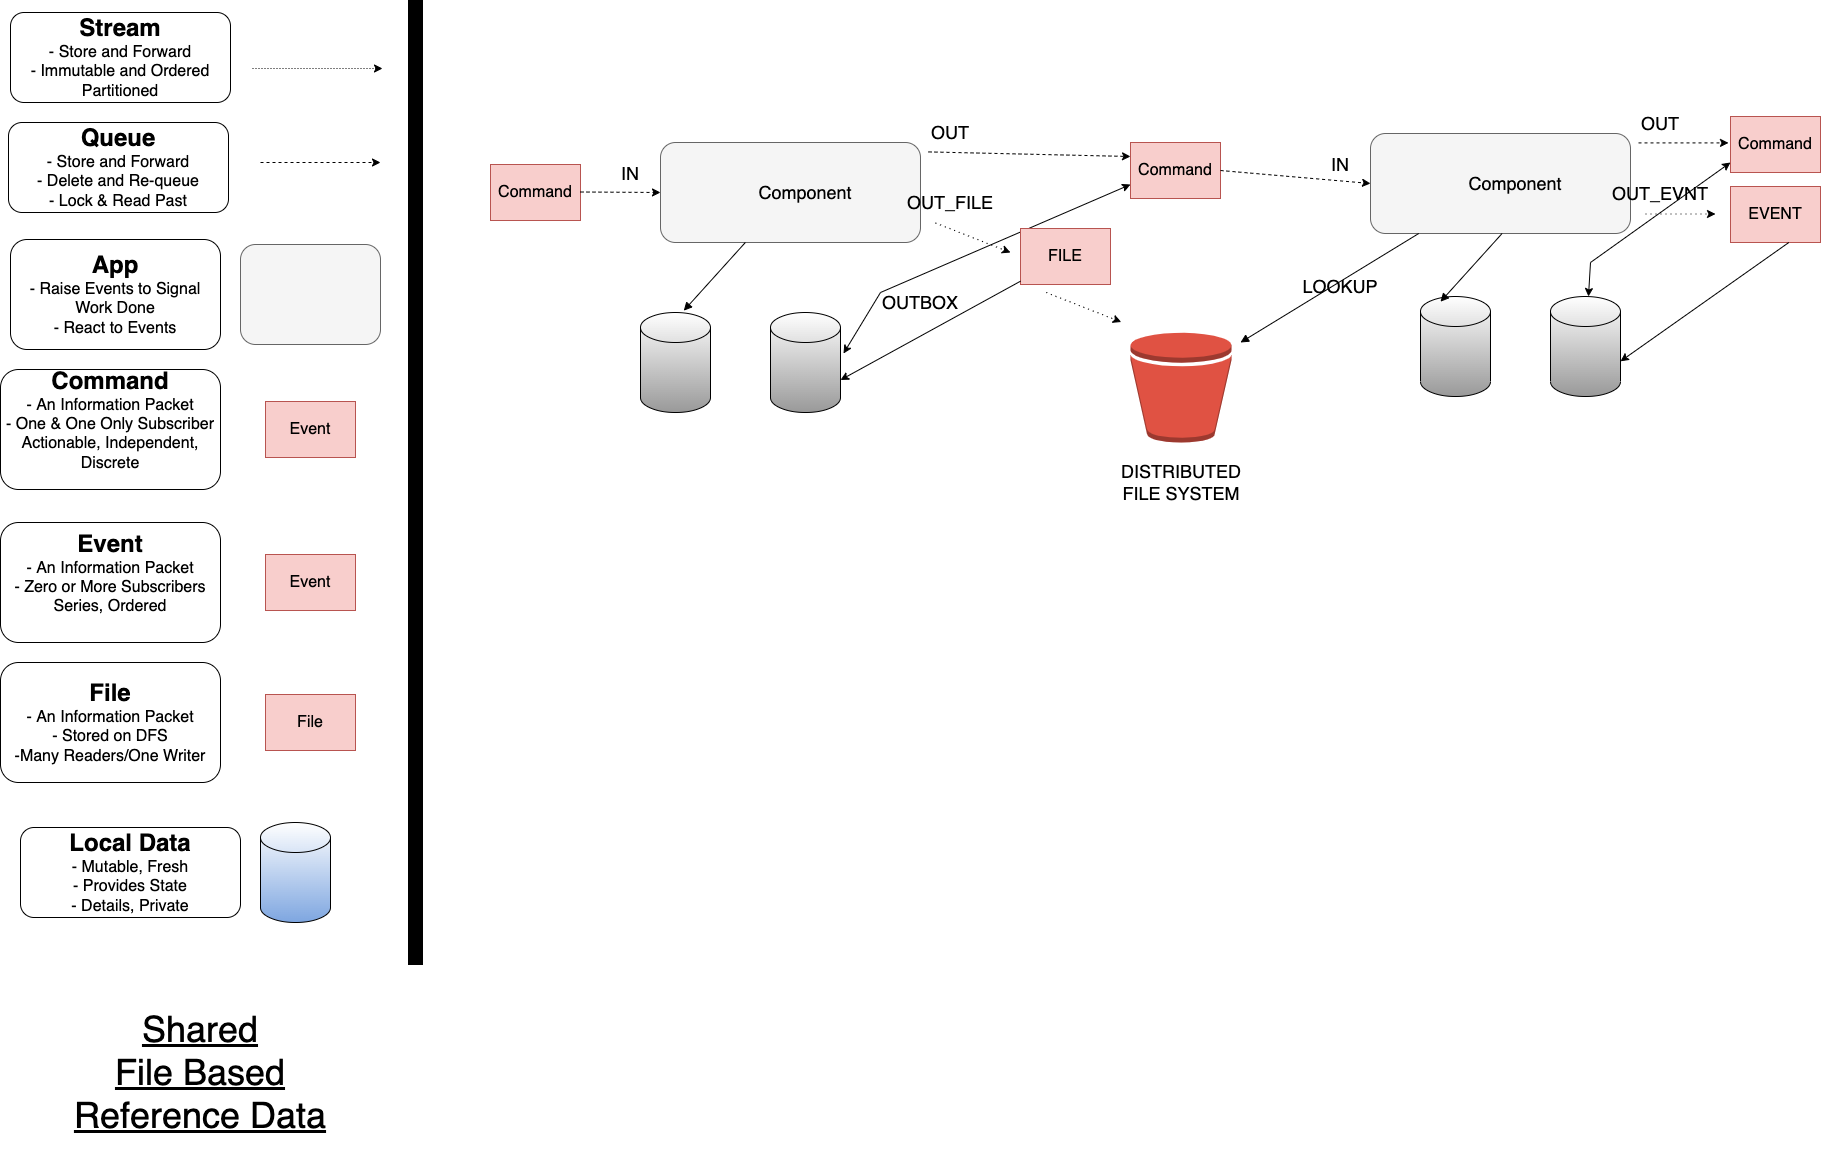 Stream
- Store and Forward
- Immutable and Ordered
Partitioned
Queue
- Store and Forward
- Delete and Re-queue
- Lock & Read Past
App
- Raise Events to Signal
Work Done
- React to Events
Command
- An Information Packet
- One & One Only Subscriber
Actionable, Independent,
Discrete
Event
Event
- An Information Packet
- Zero or More Subscribers
Series, Ordered
Event
File
- An Information Packet
- Stored on DFS
-Many Readers/One Writer
File
Local Data
- Mutable, Fresh
- Provides State
- Details, Private
Shared
File Based
Reference Data
Command
IN
Component
OUT
OUT_FILE
Command
FILE
OUTBOX
DISTRIBUTED
FILE SYSTEM
IN
Component
LOOKUP
OUT
Command
OUT_EVNT
EVENT